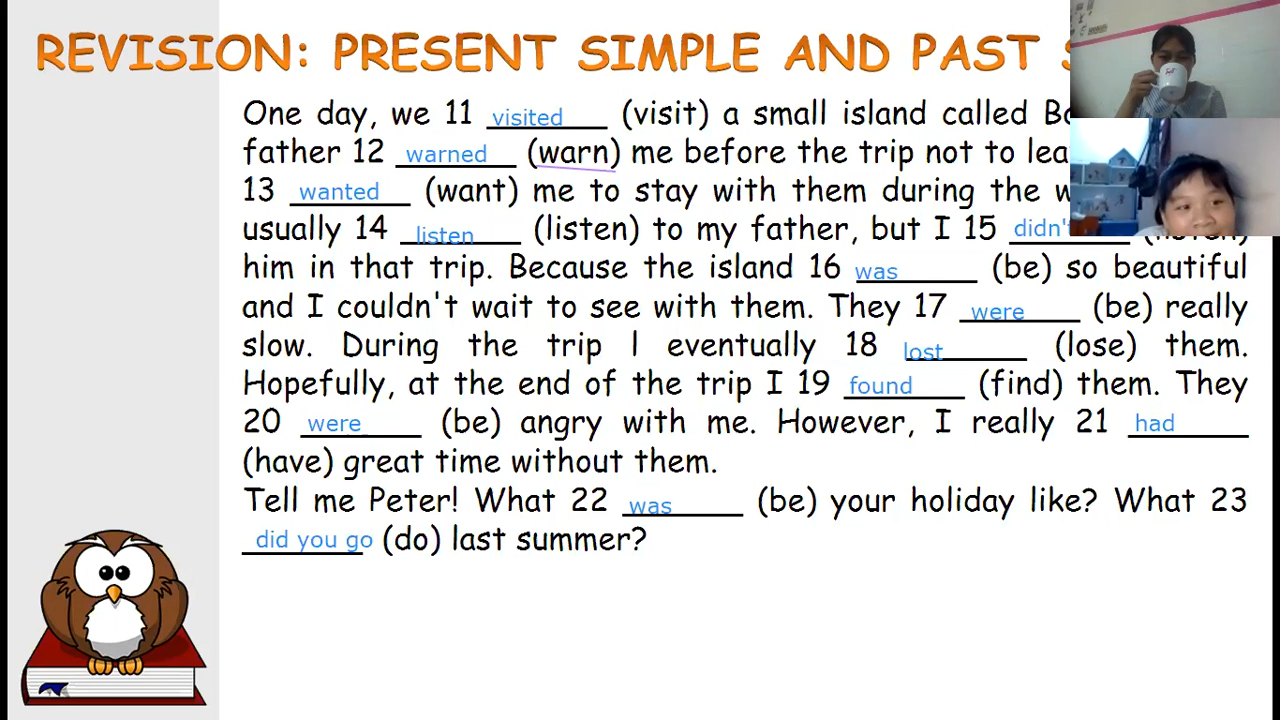 REVISION: PRESENT SIMPLE AND PAST
One day, we 11 visited (visit) a small island called
father 12 warned (warn) me before the trip not to
13 wanted (want) me to stay with them during the
usually 14 listen (listen) to my father, but I 15
him in that trip. Because the island 16 was (be) so beautiful
and I couldn't wait to see with them. They 17 were (be) really
slow. During the trip l eventually 18 lost (lose) them.
Hopefully, at the end of the trip I 19 found (find) them. They
20 were (be) angry with me. However, I really 21 had
(have) great time without them.
Tell me Peter! What 22 was (be) your holiday like? What 23
did you go (do) last summer?